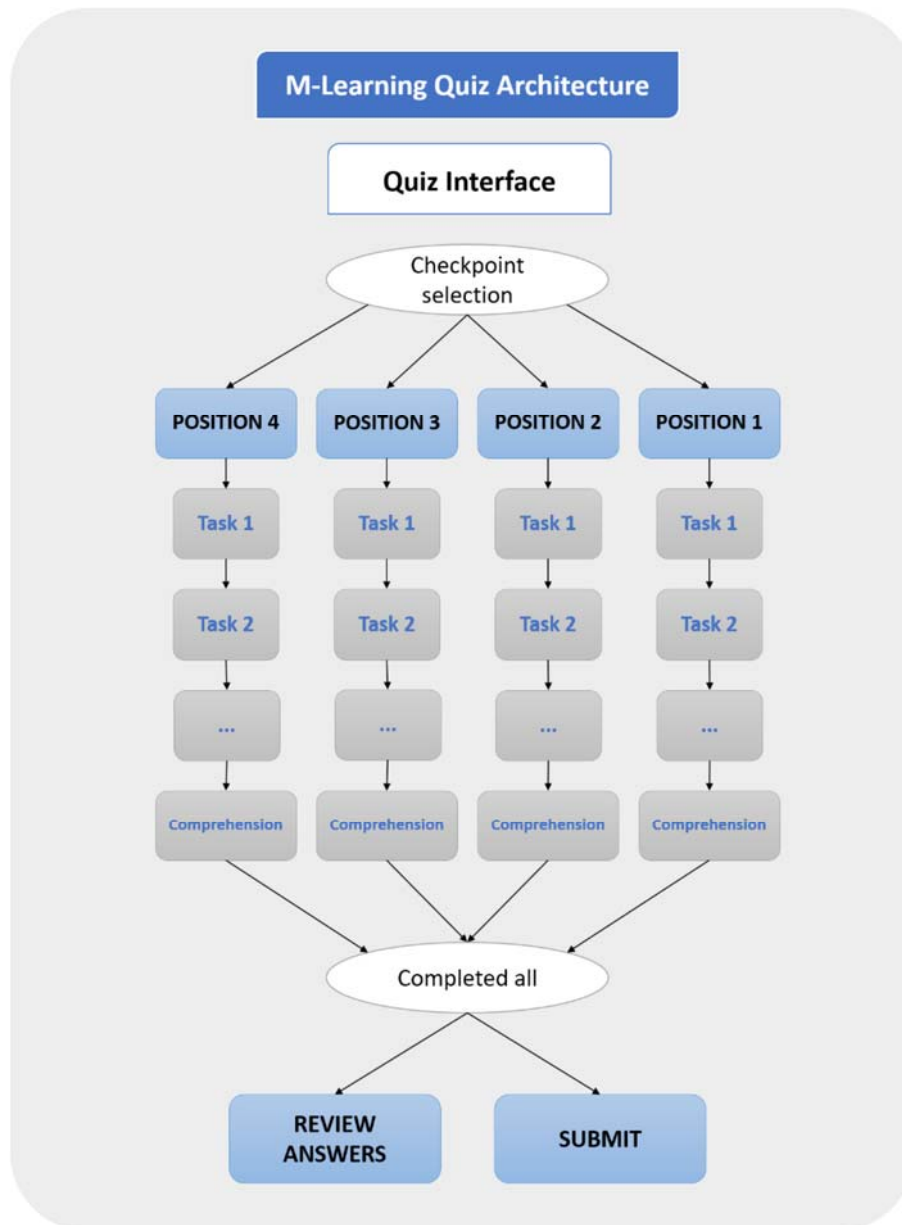 M-Learning Quiz Architecture
Quiz Interface
Checkpoint
selection
POSITION 4
POSITION 3
POSITION 2
POSITION 1
Task 1
Task 1
Task 1
Task 1
Task 2
Task 2
Task 2
Task 2
...
...
...
...
Comprehension
Comprehension
Comprehension
Comprehension
Completed all
REVIEW
ANSWERS
SUBMIT